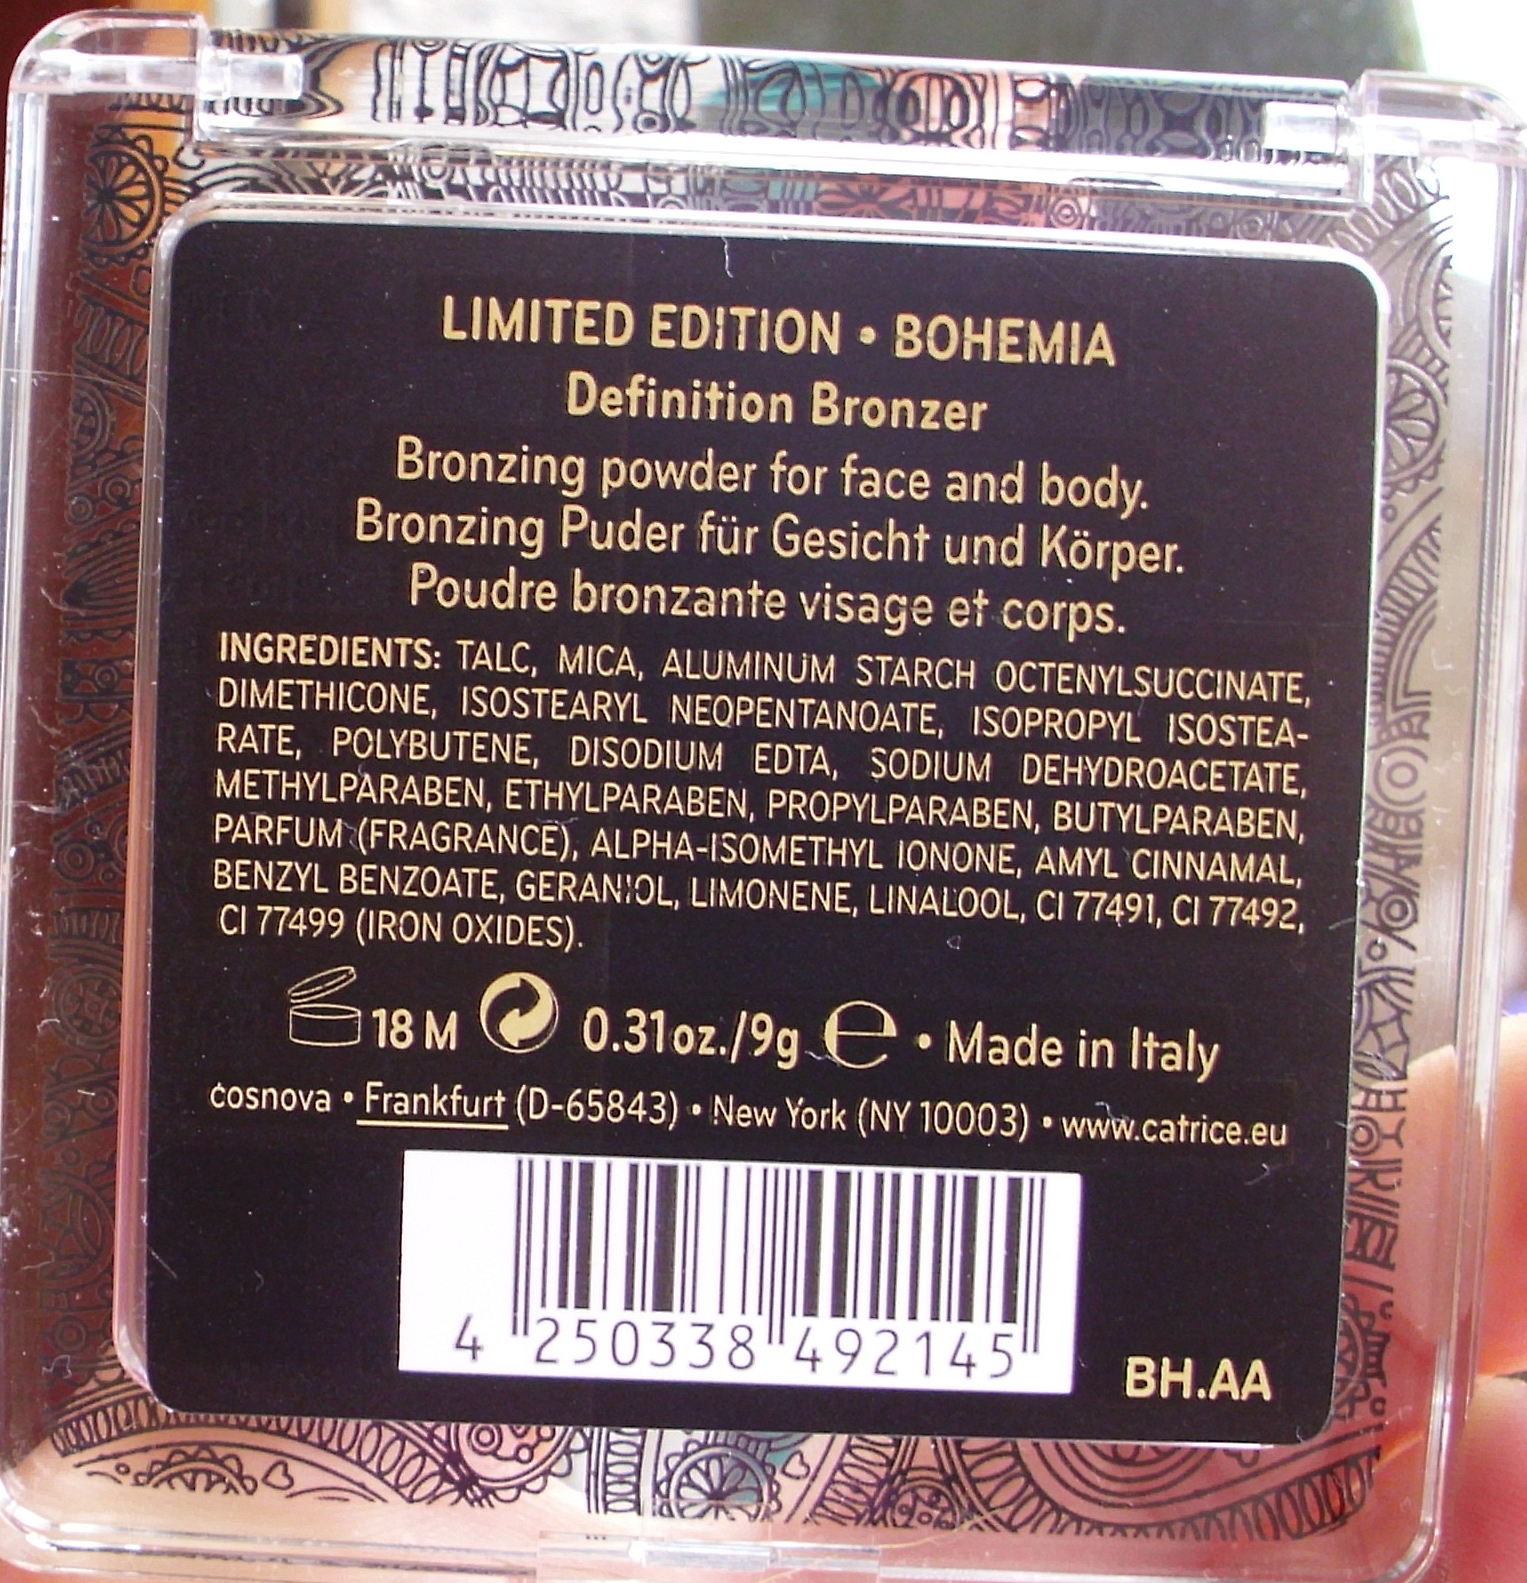 LIMITED EDITION • BOHEMIA
Definition Bronzer
Bronzing powder for face and body.
Bronzing Puder für Gesicht und Körper.
Poudre bronzante visage et corps.
INGREDIENTS: TALC, MICA, ALUMINUM STARCH OCTENYLSUCCINATE,
DIMETHICONE, ISOSTEARYL NEOPENTANOATE, ISOPROPYL ISOSTEA-
RATE, POLYBUTENE, DISODIUM EDTA, SODIUM DEHYDROACETATE,
METHYLPARABEN, ETHYLPARABEN, PROPYLPARABEN, BUTYLPARABEN,
PARFUM (FRAGRANCE), ALPHA-ISOMETHYL IONONE, AMYL CINNAMAL,
BENZYL BENZOATE, GERANIOL, LIMONENE, LINALOOL, CI 77491, CI 77492,
CI 77499 (IRON OXIDES).
18 M 0.31oz./9g e • Made in Italy
cosnova • Frankfurt (D-65843) • New York (NY 10003) • www.catrice.eu
4 250338 492145
BH.AA